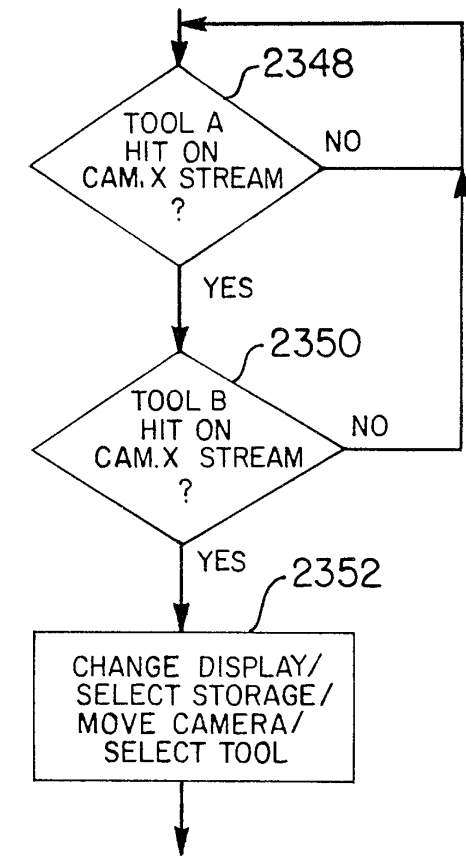 2348
TOOL A
HIT ON
CAM.X STREAM
?
NO
YES
2350
TOOL B
HIT ON
CAM.X STREAM
?
NO
YES
2352
CHANGE DISPLAY/
SELECT STORAGE/
MOVE CAMERA/
SELECT TOOL